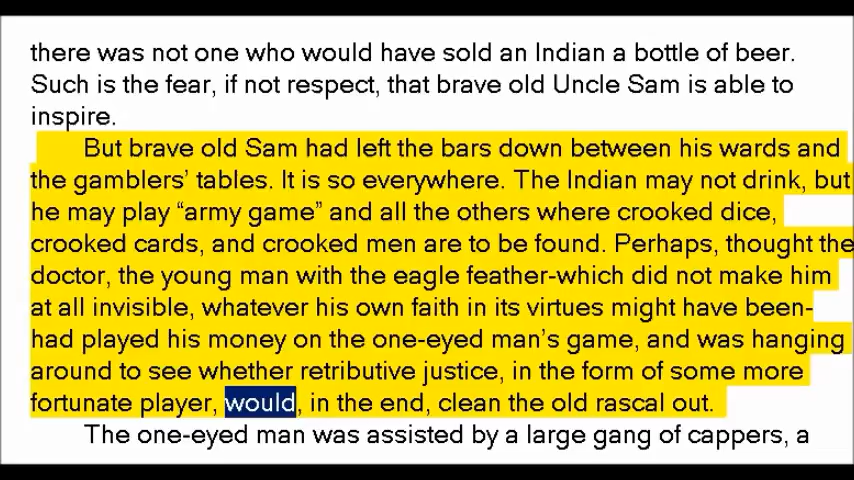 there was not one who would have sold an Indian a bottle of beer.
Such is the fear, if not respect, that brave old Uncle Sam is able to
inspire.
But brave old Sam had left the bars down between his wards and
the gamblers’ tables. It is so everywhere. The Indian may not drink, but
he may play “army game” and all the others where crooked dice,
crooked cards, and crooked men are to be found. Perhaps, thought the
doctor, the young man with the eagle feather-which did not make him
at all invisible, whatever his own faith in its virtues might have been-
had played his money on the one-eyed man’s game, and was hanging
around to see whether retributive justice, in the form of some more
fortunate player, would, in the end, clean the old rascal out.
The one-eyed man was assisted by a large gang of cappers, a